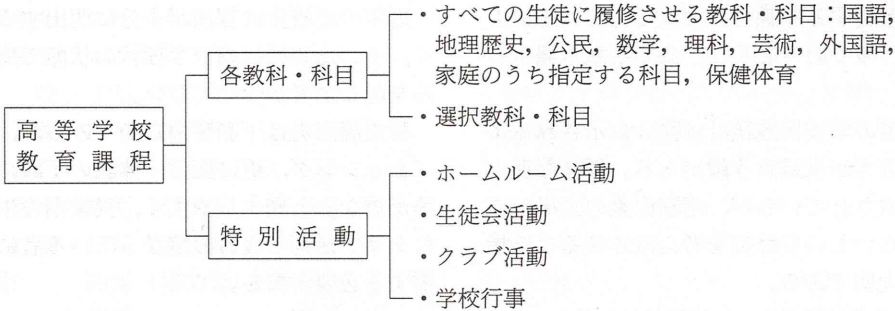 ・すべての生徒に履修させる教科・科目：国語，
地理歴史，公民，数学，理科，芸術，外国語，
家庭のうち指定する科目，保健体育
各教科・科目
・選択教科・科目
高等学校
教育課程
・ホームルーム活動
・生徒会活動
特別活動
・クラブ活動
・学校行事